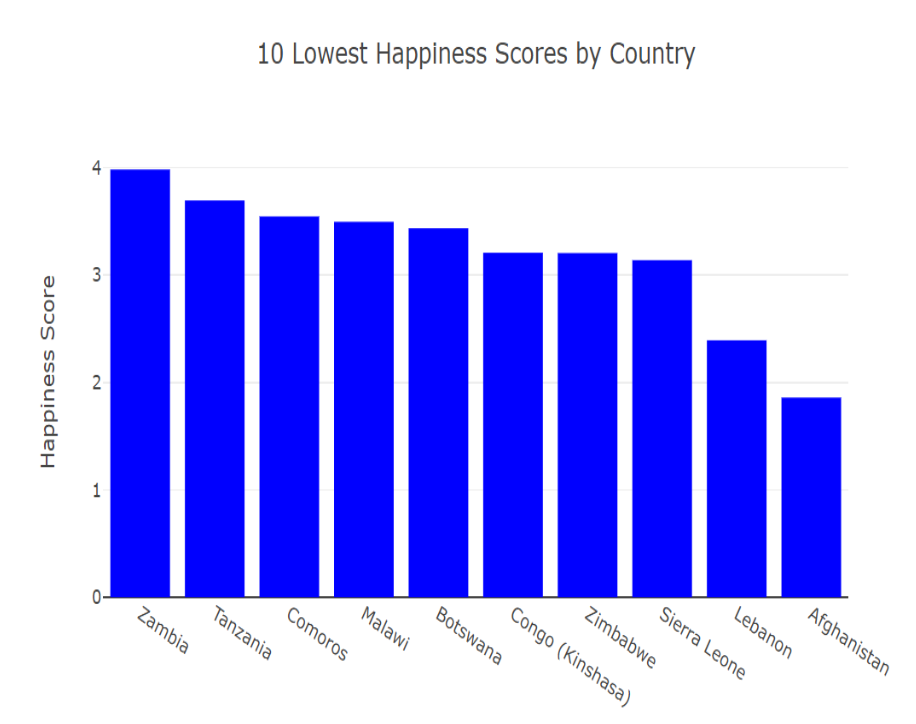 10 Lowest Happiness Scores by Country
Happiness Score
4
3
2
1
0
Zambia
Tanzania
Comoros
Malawi
Botswana
Congo (Kinshasa)
Zimbabwe
Sierra Leone
Lebanon
Afghanistan